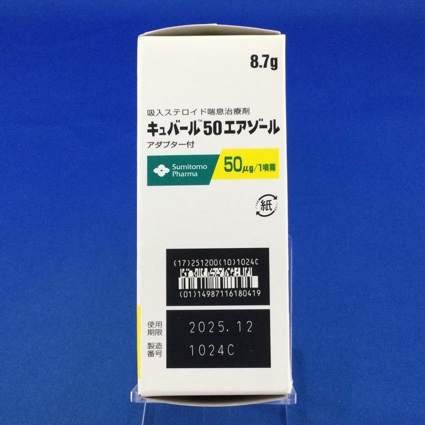 8.7g
吸入ステロイド喘息治療剤
キュバール™50エアゾール
アダプター付
Sumitomo
Pharma
50μg/1噴霧
紙
(17)251200(10)1024C
(01)14987116180419
使用
期限
2025.12
製造
番号
1024C